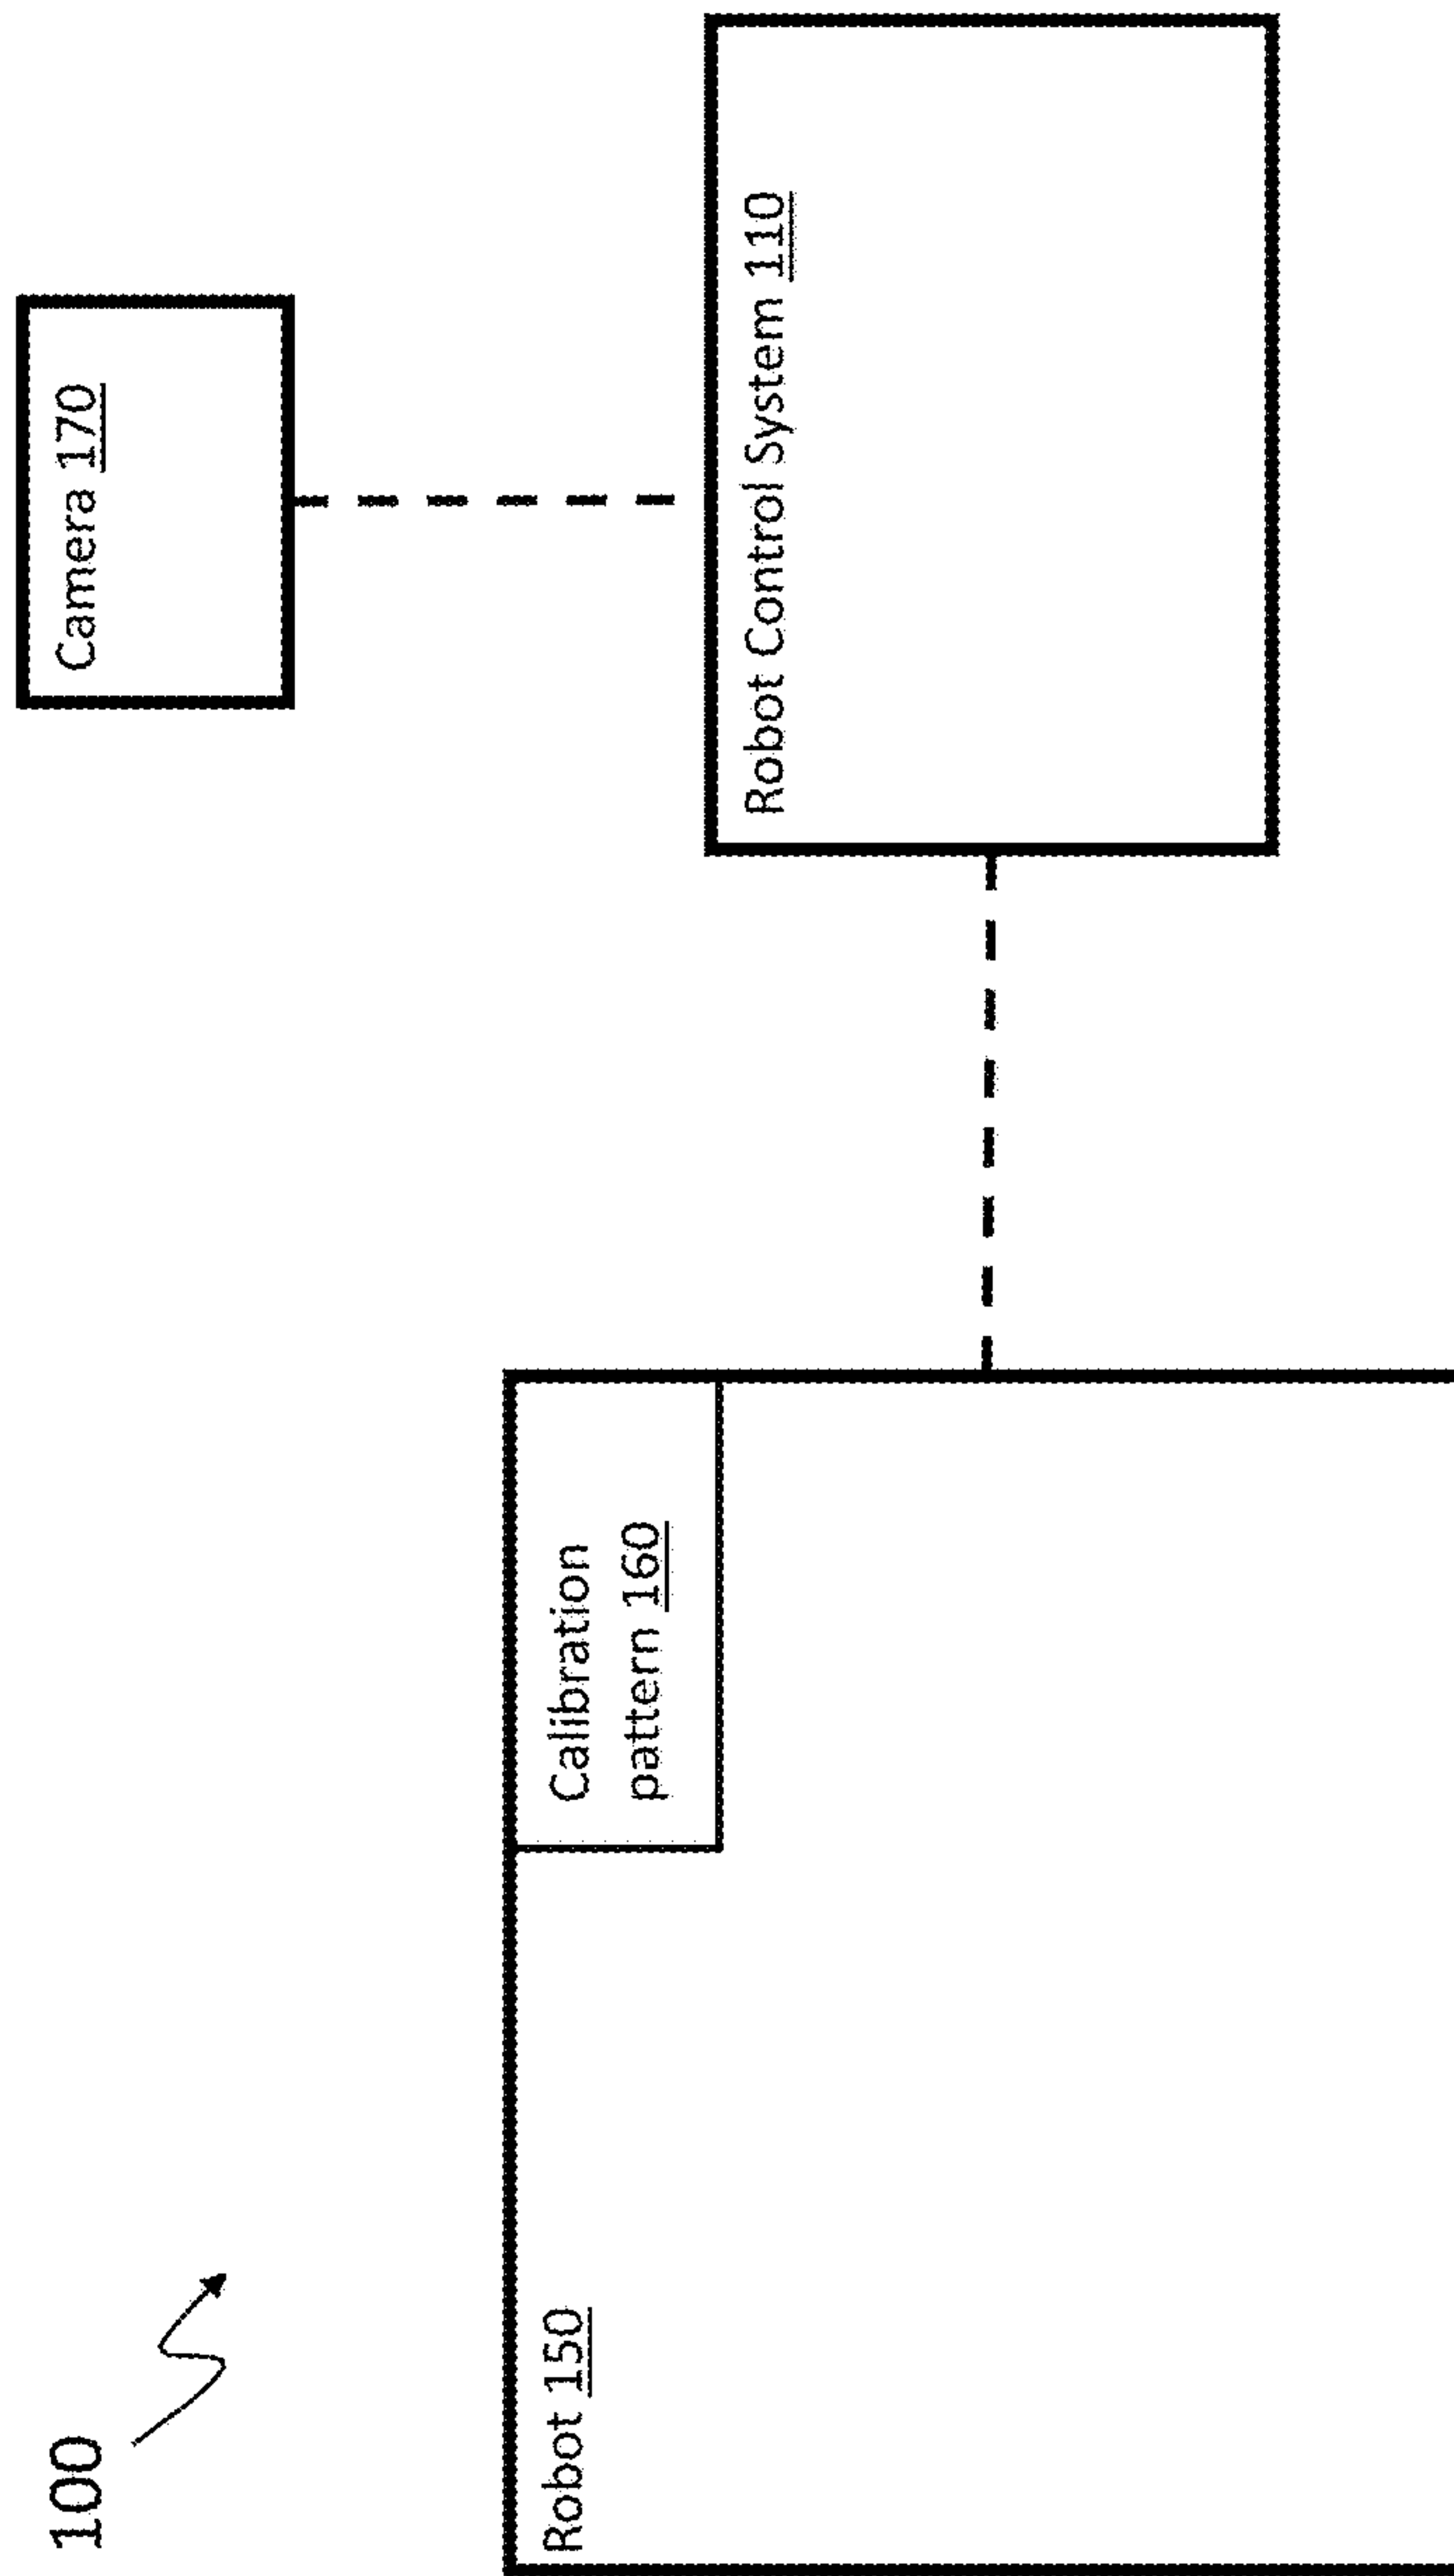 100
Camera 170
Robot 150
Calibration
pattern 160
Robot Control System 110